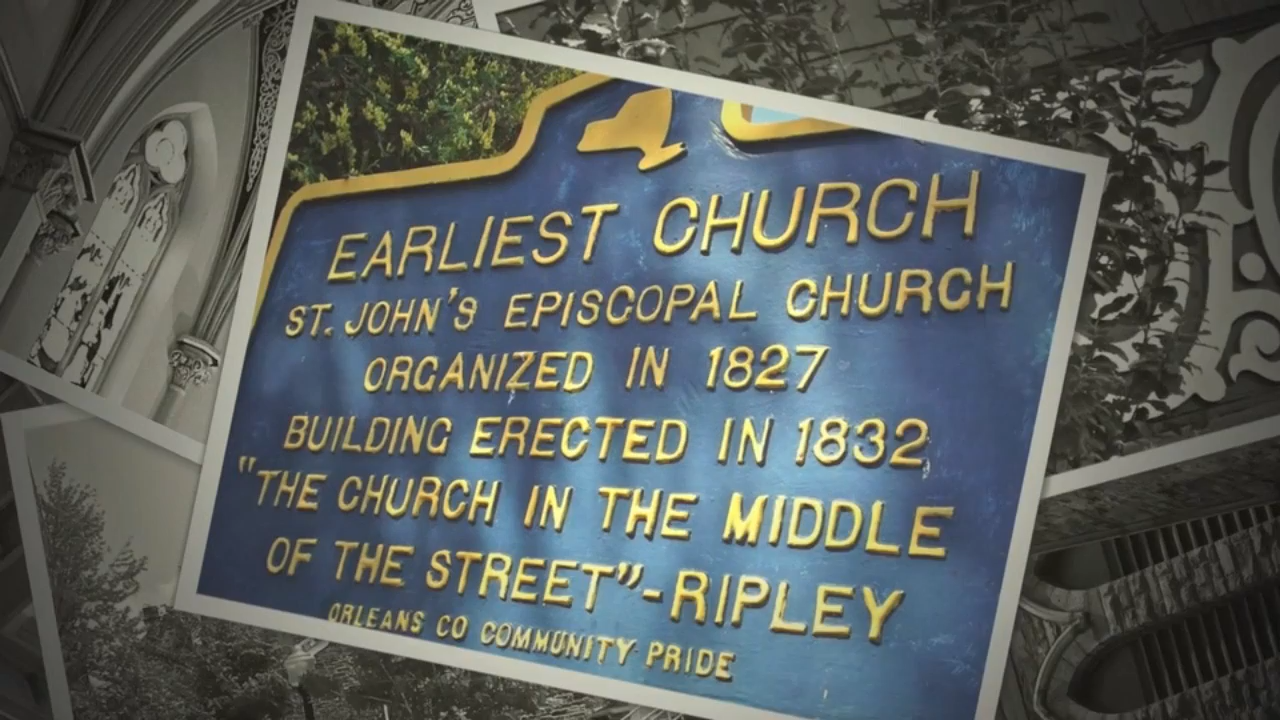 EARLIEST CHURCH
ST. JOHN'S EPISCOPAL CHURCH
ORGANIZED IN 1827
BUILDING ERECTED IN 1832
"THE CHURCH IN THE MIDDLE
OF THE STREET"-RIPLEY
ORLEANS CO COMMUNITY PRIDE